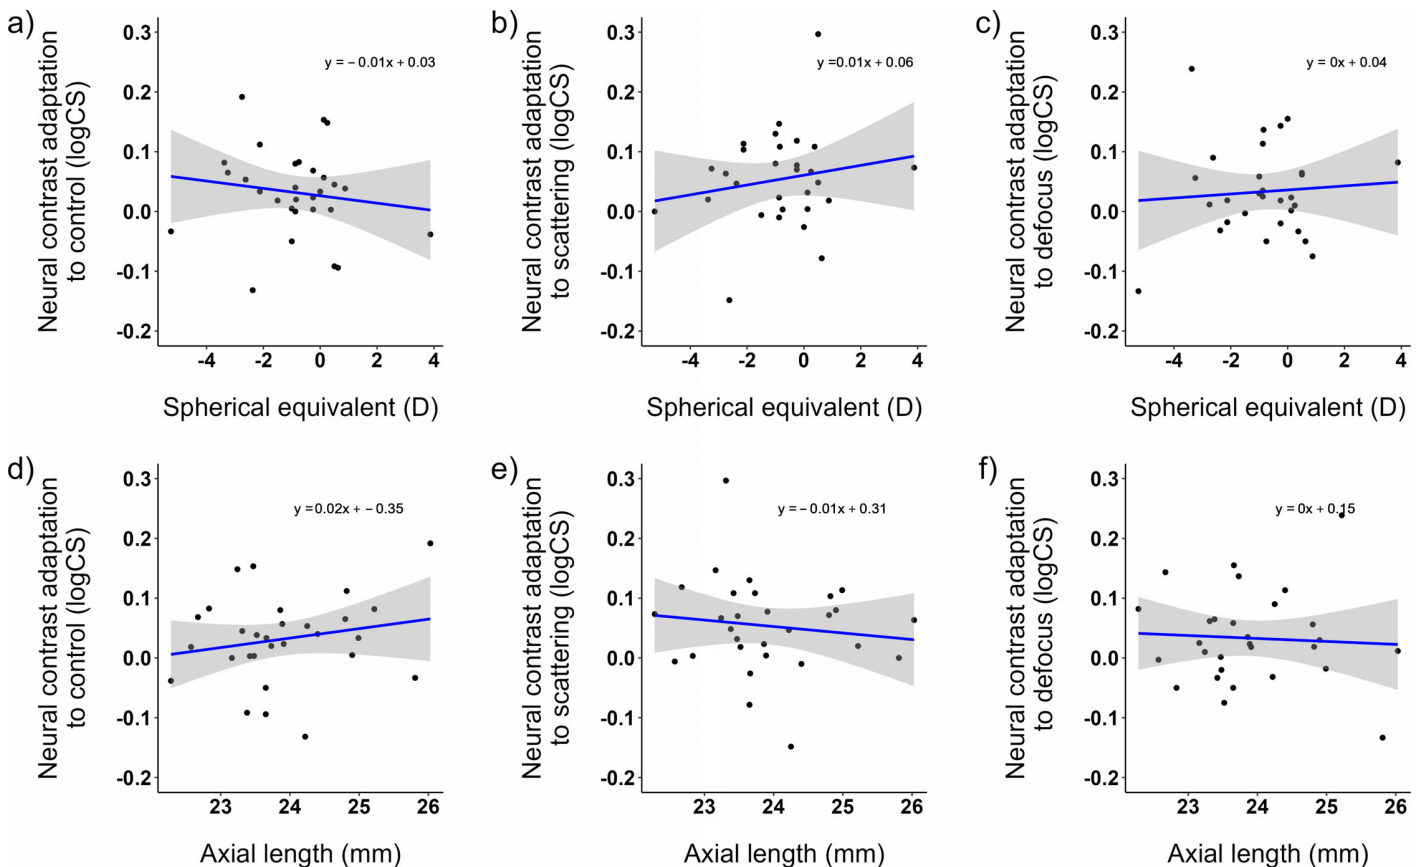 a)
Neural contrast adaptation
to control (logCS)
0.3
0.2
0.1
0.0
-0.1
-0.2
y = − 0.01x + 0.03
-4
-2
0
2
4
Spherical equivalent (D)
b)
Neural contrast adaptation
to scattering (logCS)
0.3
0.2
0.1
0.0
-0.1
-0.2
y =0.01x + 0.06
-4
-2
0
2
4
Spherical equivalent (D)
c)
Neural contrast adaptation
to defocus (logCS)
0.3
0.2
0.1
0.0
-0.1
-0.2
y = 0x + 0.04
-4
-2
0
2
4
Spherical equivalent (D)
d)
Neural contrast adaptation
to control (logCS)
0.3
0.2
0.1
0.0
-0.1
-0.2
y = 0.02x + − 0.35
23
24
25
26
Axial length (mm)
e)
Neural contrast adaptation
to scattering (logCS)
0.3
0.2
0.1
0.0
-0.1
-0.2
y = − 0.01x + 0.31
23
24
25
26
Axial length (mm)
f)
Neural contrast adaptation
to defocus (logCS)
0.3
0.2
0.1
0.0
-0.1
-0.2
y = 0x + 0.15
23
24
25
26
Axial length (mm)